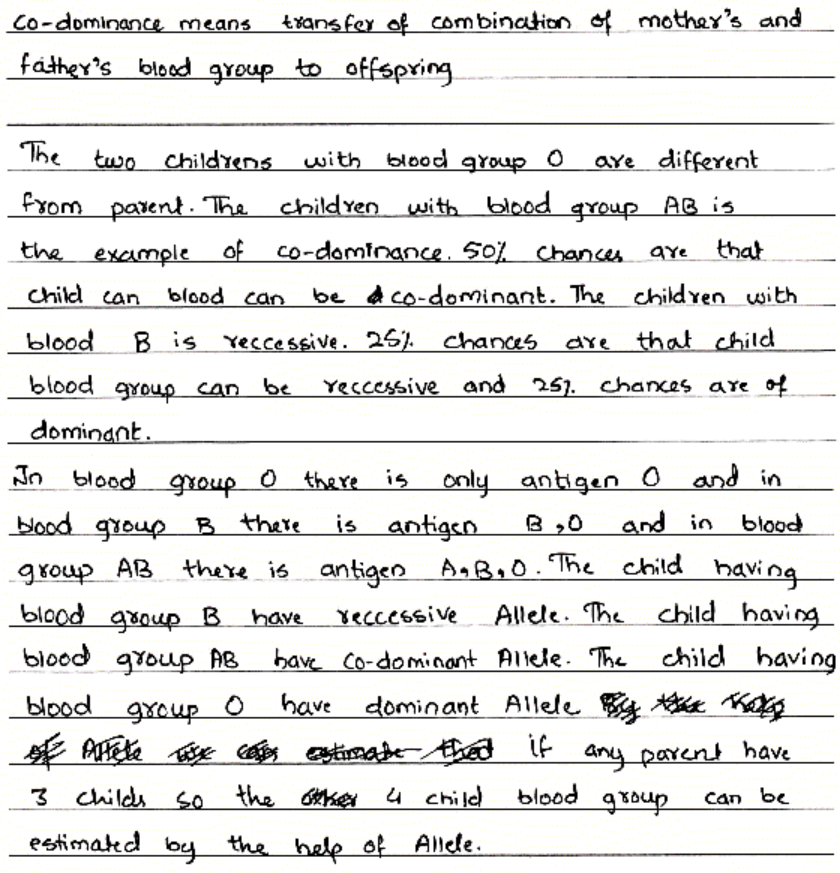 Co-dominance means transfer of combination of mother's and
father's blood group to offspring
The two childrens with blood group O are different
from parent. The children with blood group AB is
the example of co-dominance. 50% chances are that
child can blood can be co-dominant. The children with
blood B is reccessive. 25% chances are that child
blood group can be reccessive and 25% chances are of
dominant.
In blood group O there is only antigen O and in
blood group B there is antigen B,O and in blood
group AB there is antigen A,B,O. The child having
blood group B have reccessive Allele. The child having
blood group AB have co-dominant Allele. The child having
blood group O have dominant Allele
if any parent have
3 childs so the 4 child blood group can be
estimated by the help of Allele.